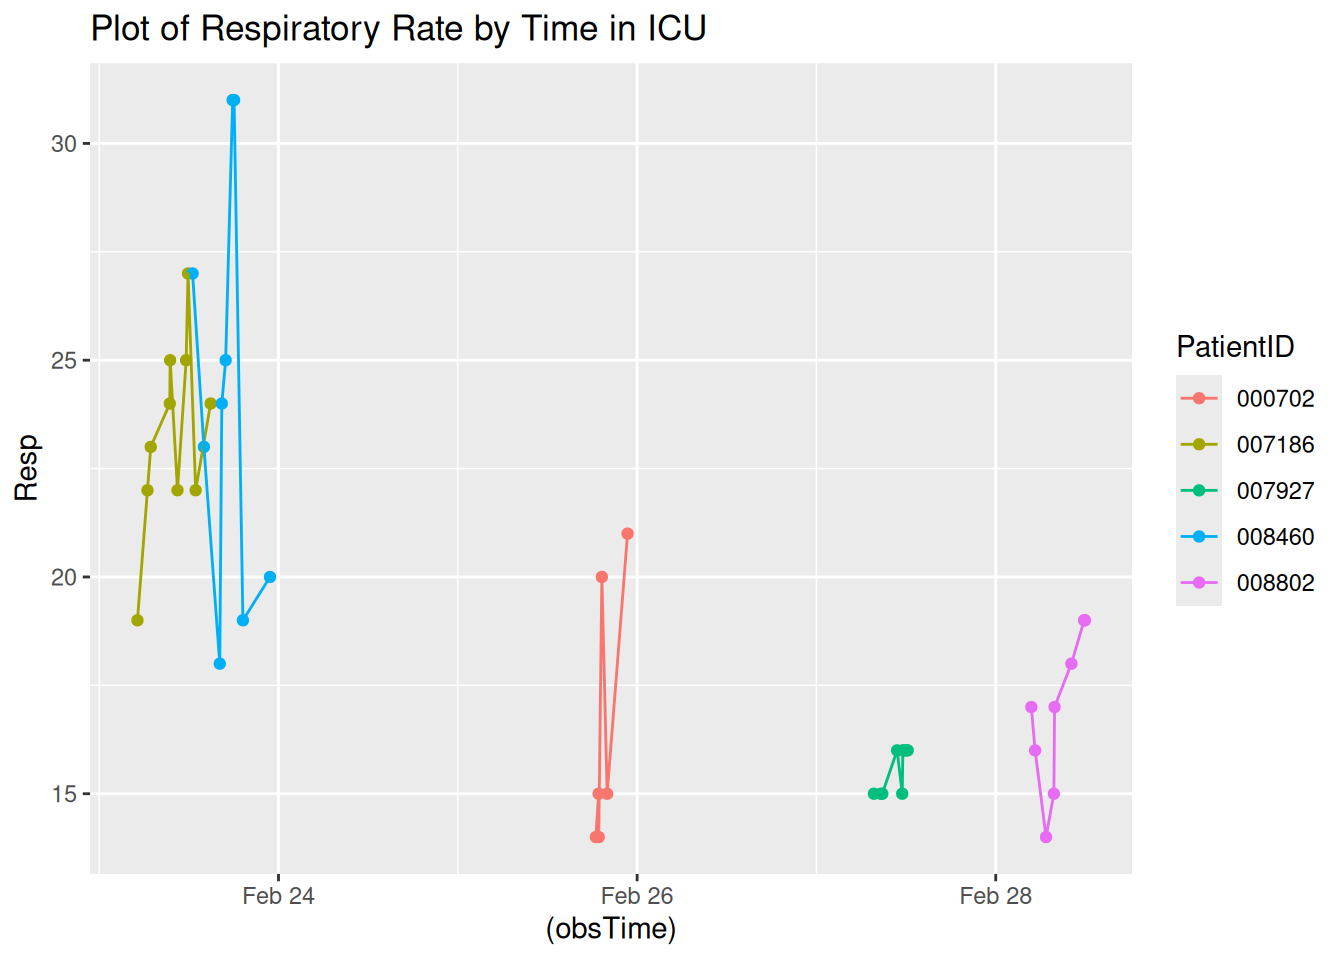 Plot of Respiratory Rate by Time in ICU
30
25
20
15
Resp
Feb 24
Feb 26
Feb 28
(obsTime)
PatientID
000702
007186
007927
008460
008802